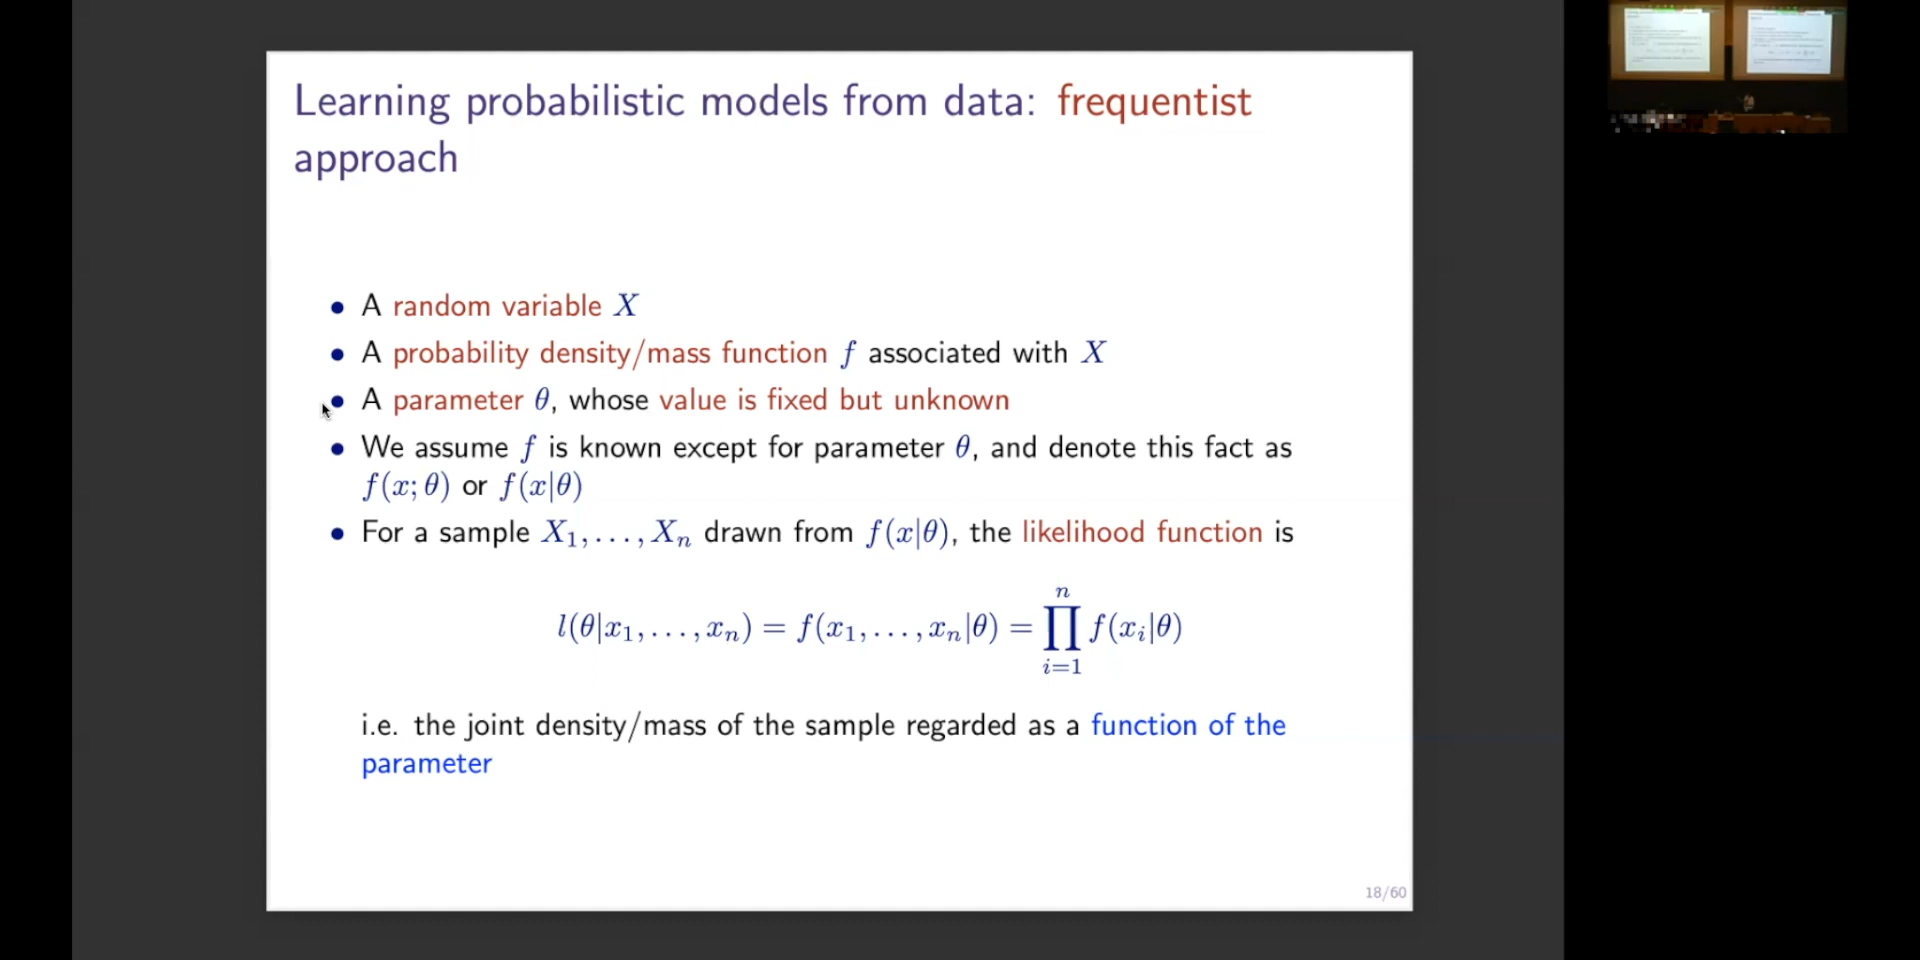 Learning probabilistic models from data: frequentist
approach
• A random variable X
• A probability density/mass function f associated with X
• A parameter θ, whose value is fixed but unknown
• We assume f is known except for parameter θ, and denote this fact as
f(x; θ) or f(x|θ)
• For a sample X₁, . . . , Xₙ drawn from f(x|θ), the likelihood function is
l(θ|x₁, . . . , xₙ) = f(x₁, . . . , xₙ|θ) = ∏ᵢ₌₁ⁿ f(xᵢ|θ)
i.e. the joint density/mass of the sample regarded as a function of the
parameter
18/60